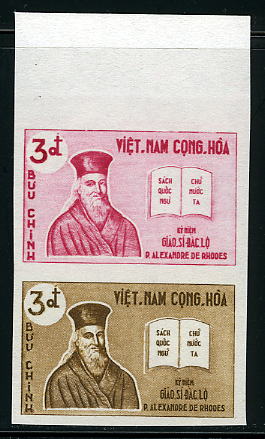 3đ
VIỆT.NAM CỌNG.HÒA
BƯU CHÍNH
SÁCH QUỐC NGỮ
CHỮ NƯỚC TA
KỶ NIỆM
GIÁO.SĨ ĐẮC.LỘ
P. ALEXANDRE DE RHODES
3đ
VIỆT.NAM CỌNG.HÒA
BƯU CHÍNH
SÁCH QUỐC NGỮ
CHỮ NƯỚC TA
KỶ NIỆM
GIÁO.SĨ ĐẮC.LỘ
P. ALEXANDRE DE RHODES